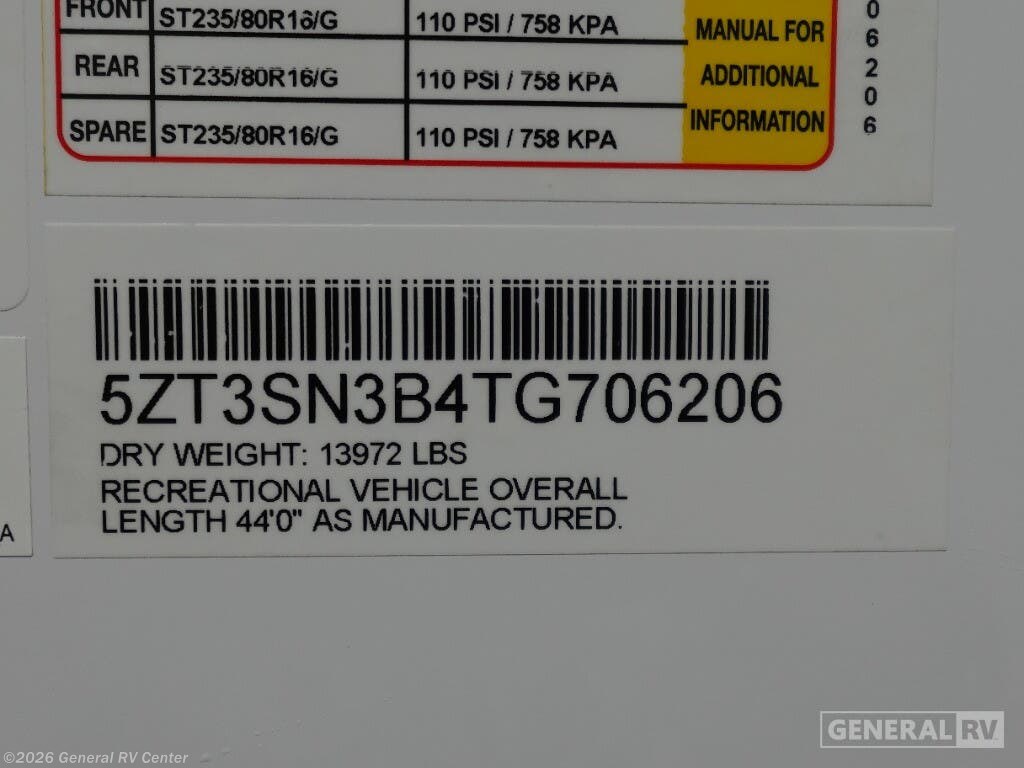 FRONT ST235/80R16/G 110 PSI / 758 KPA MANUAL FOR
REAR ST235/80R16/G 110 PSI / 758 KPA ADDITIONAL
SPARE ST235/80R16/G 110 PSI / 758 KPA INFORMATION
0
6
2
0
6
5ZT3SN3B4TG706206
DRY WEIGHT: 13972 LBS
RECREATIONAL VEHICLE OVERALL
LENGTH 44'0" AS MANUFACTURED.
A
GENERAL RV
©2026 General RV Center